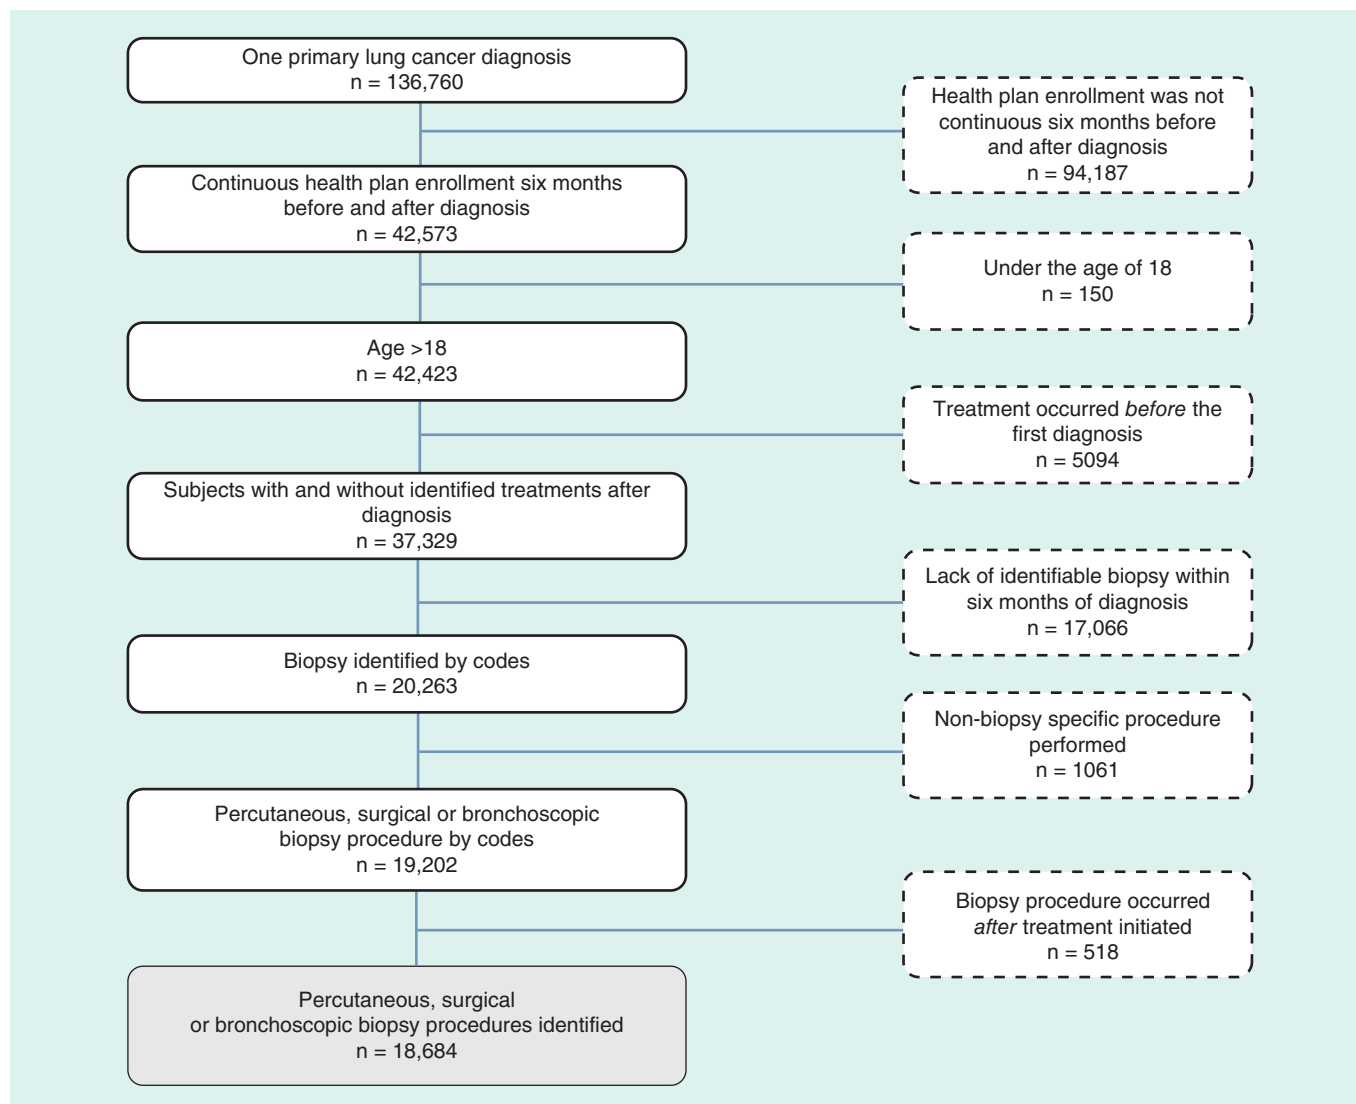 One primary lung cancer diagnosis
n = 136,760
Health plan enrollment was not
continuous six months before
and after diagnosis
n = 94,187
Continuous health plan enrollment six months
before and after diagnosis
n = 42,573
Under the age of 18
n = 150
Age >18
n = 42,423
Treatment occurred before the
first diagnosis
n = 5094
Subjects with and without identified treatments after
diagnosis
n = 37,329
Lack of identifiable biopsy within
six months of diagnosis
n = 17,066
Biopsy identified by codes
n = 20,263
Non-biopsy specific procedure
performed
n = 1061
Percutaneous, surgical or bronchoscopic
biopsy procedure by codes
n = 19,202
Biopsy procedure occurred
after treatment initiated
n = 518
Percutaneous, surgical
or bronchoscopic biopsy procedures identified
n = 18,684